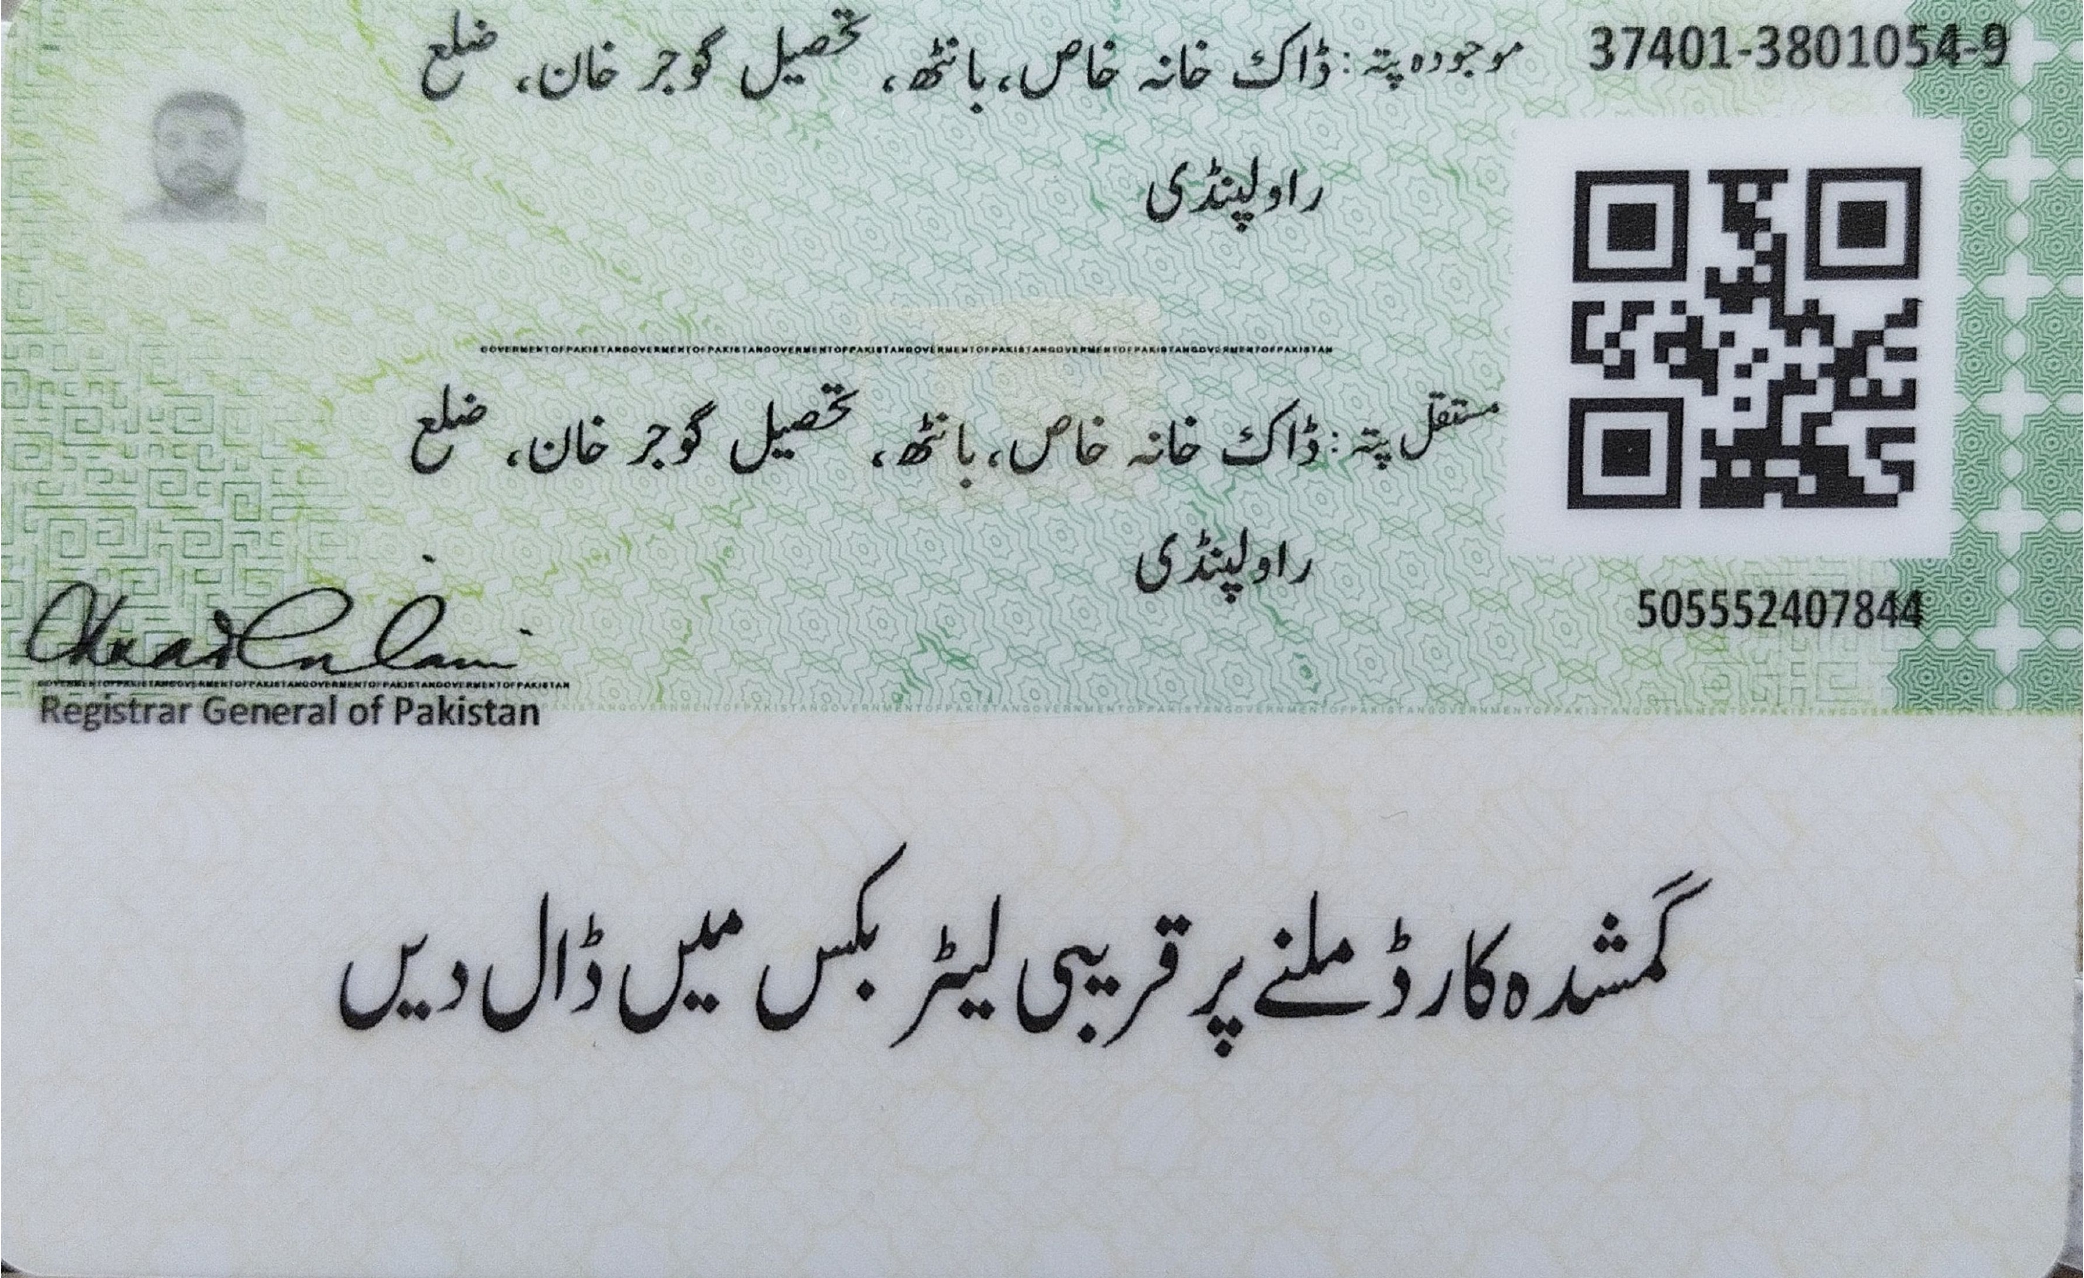 37401-3801054-9
موجودہ پتہ: ڈاک خانہ خاص، بانٹھ، تحصیل گوجر خان، ضلع
راولپنڈی
GOVERMENTOFPAKISTANGOVERMENTOFPAKISTANGOVERMENTOFPAKISTANGOVERMENTOFPAKISTANGOVERMENTOFPAKISTANGOVERMENTOFPAKISTAN
مستقل پتہ: ڈاک خانہ خاص، بانٹھ، تحصیل گوجر خان، ضلع
راولپنڈی
505552407844
GOVERMENTOFPAKISTANGOVERMENTOFPAKISTANGOVERMENTOFPAKISTANGOVERMENTOFPAKISTAN
Registrar General of Pakistan
گمشدہ کارڈ ملنے پر قریبی لیٹر بکس میں ڈال دیں